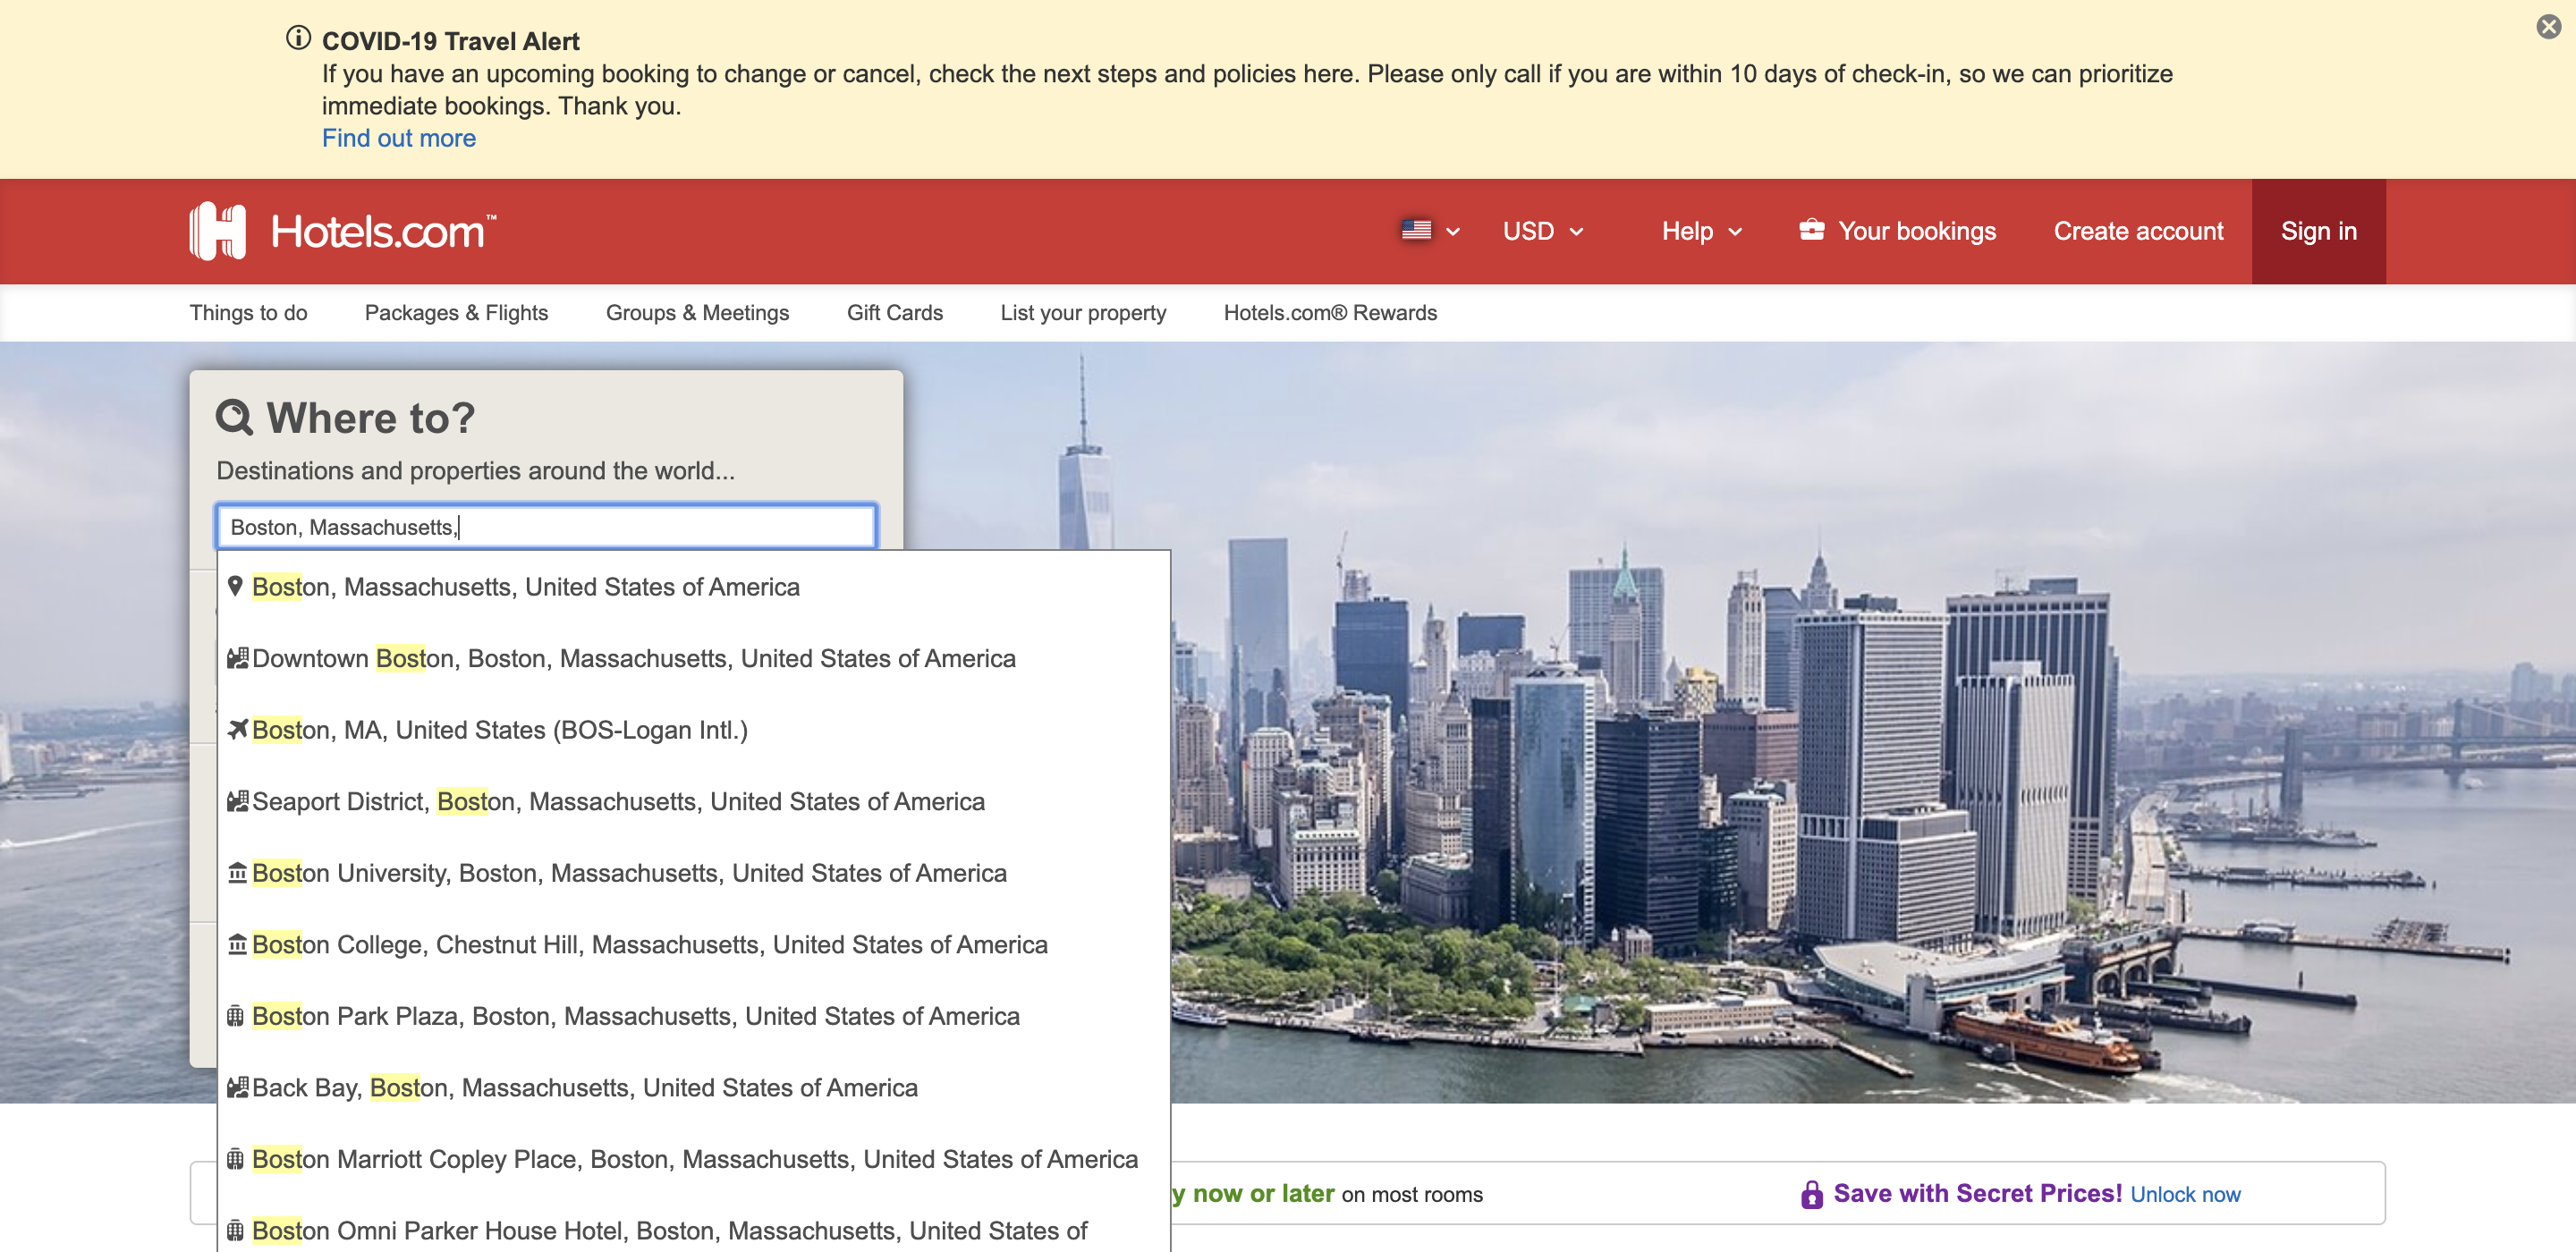 COVID-19 Travel Alert
If you have an upcoming booking to change or cancel, check the next steps and policies here. Please only call if you are within 10 days of check-in, so we can prioritize
immediate bookings. Thank you.
Find out more
Hotels.com™
USD
Help
Your bookings
Create account
Sign in
Things to do
Packages & Flights
Groups & Meetings
Gift Cards
List your property
Hotels.com® Rewards
Where to?
Destinations and properties around the world...
Boston, Massachusetts,
Boston, Massachusetts, United States of America
Downtown Boston, Boston, Massachusetts, United States of America
Boston, MA, United States (BOS-Logan Intl.)
Seaport District, Boston, Massachusetts, United States of America
Boston University, Boston, Massachusetts, United States of America
Boston College, Chestnut Hill, Massachusetts, United States of America
Boston Park Plaza, Boston, Massachusetts, United States of America
Back Bay, Boston, Massachusetts, United States of America
Boston Marriott Copley Place, Boston, Massachusetts, United States of America
Boston Omni Parker House Hotel, Boston, Massachusetts, United States of
y now or later on most rooms
Save with Secret Prices! Unlock now